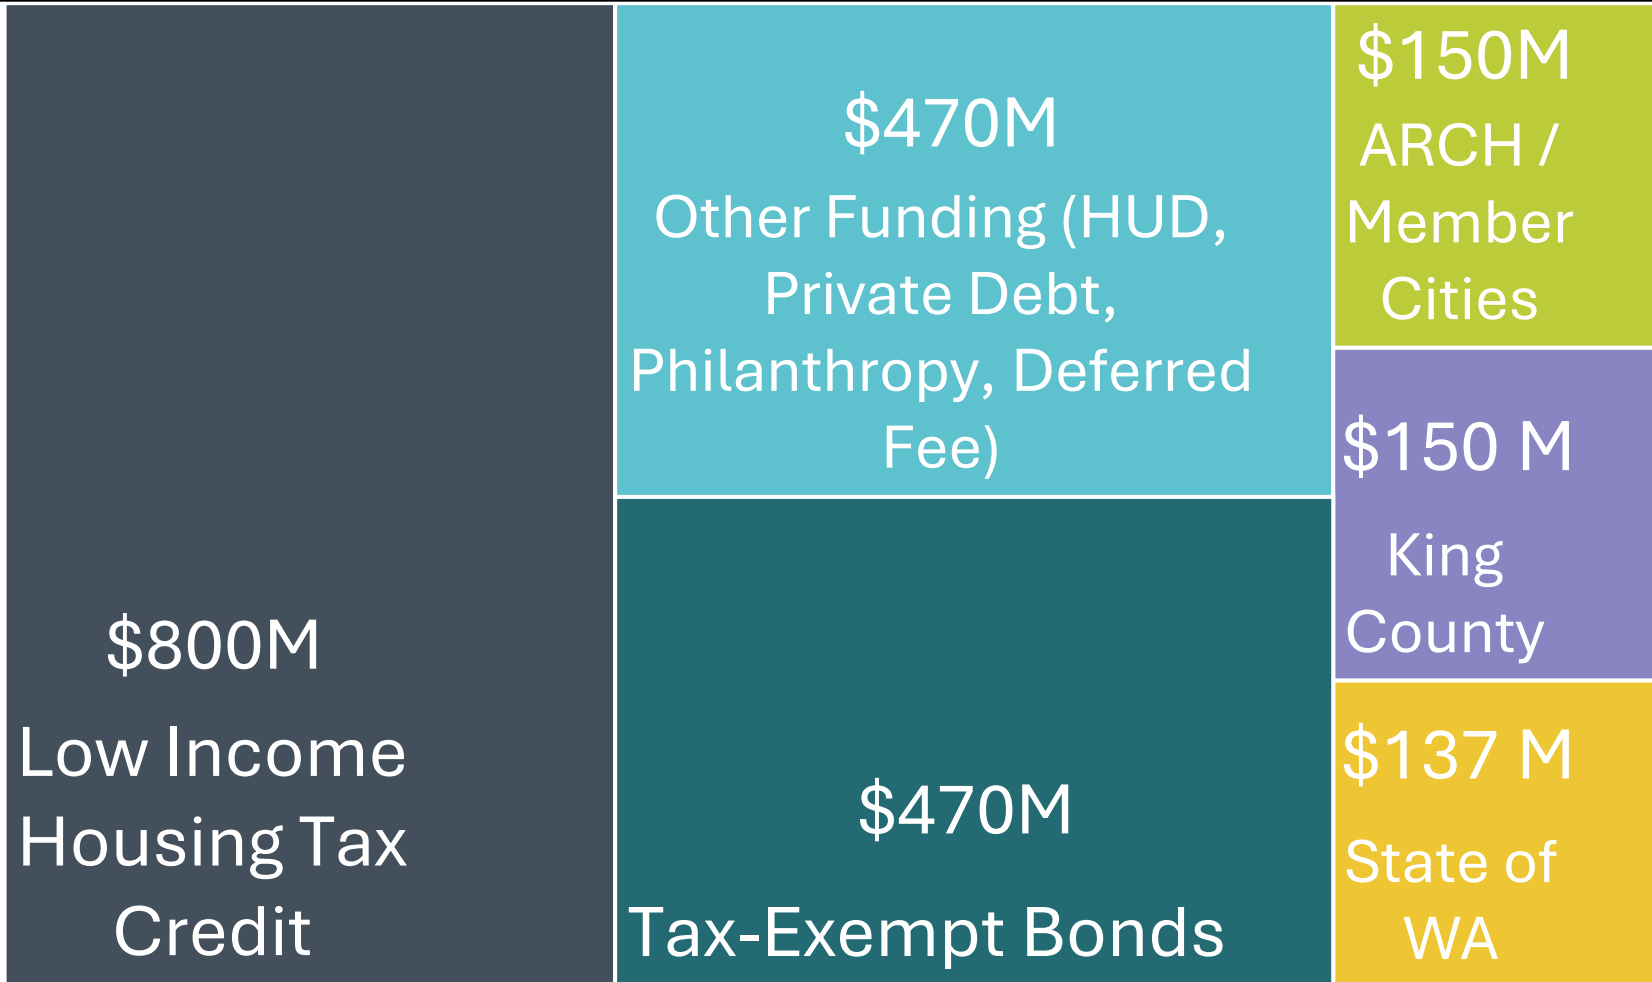 $800M
Low Income
Housing Tax
Credit
$470M
Other Funding (HUD,
Private Debt,
Philanthropy, Deferred
Fee)
$470M
Tax-Exempt Bonds
$150M
ARCH /
Member
Cities
$150 M
King
County
$137 M
State of
WA